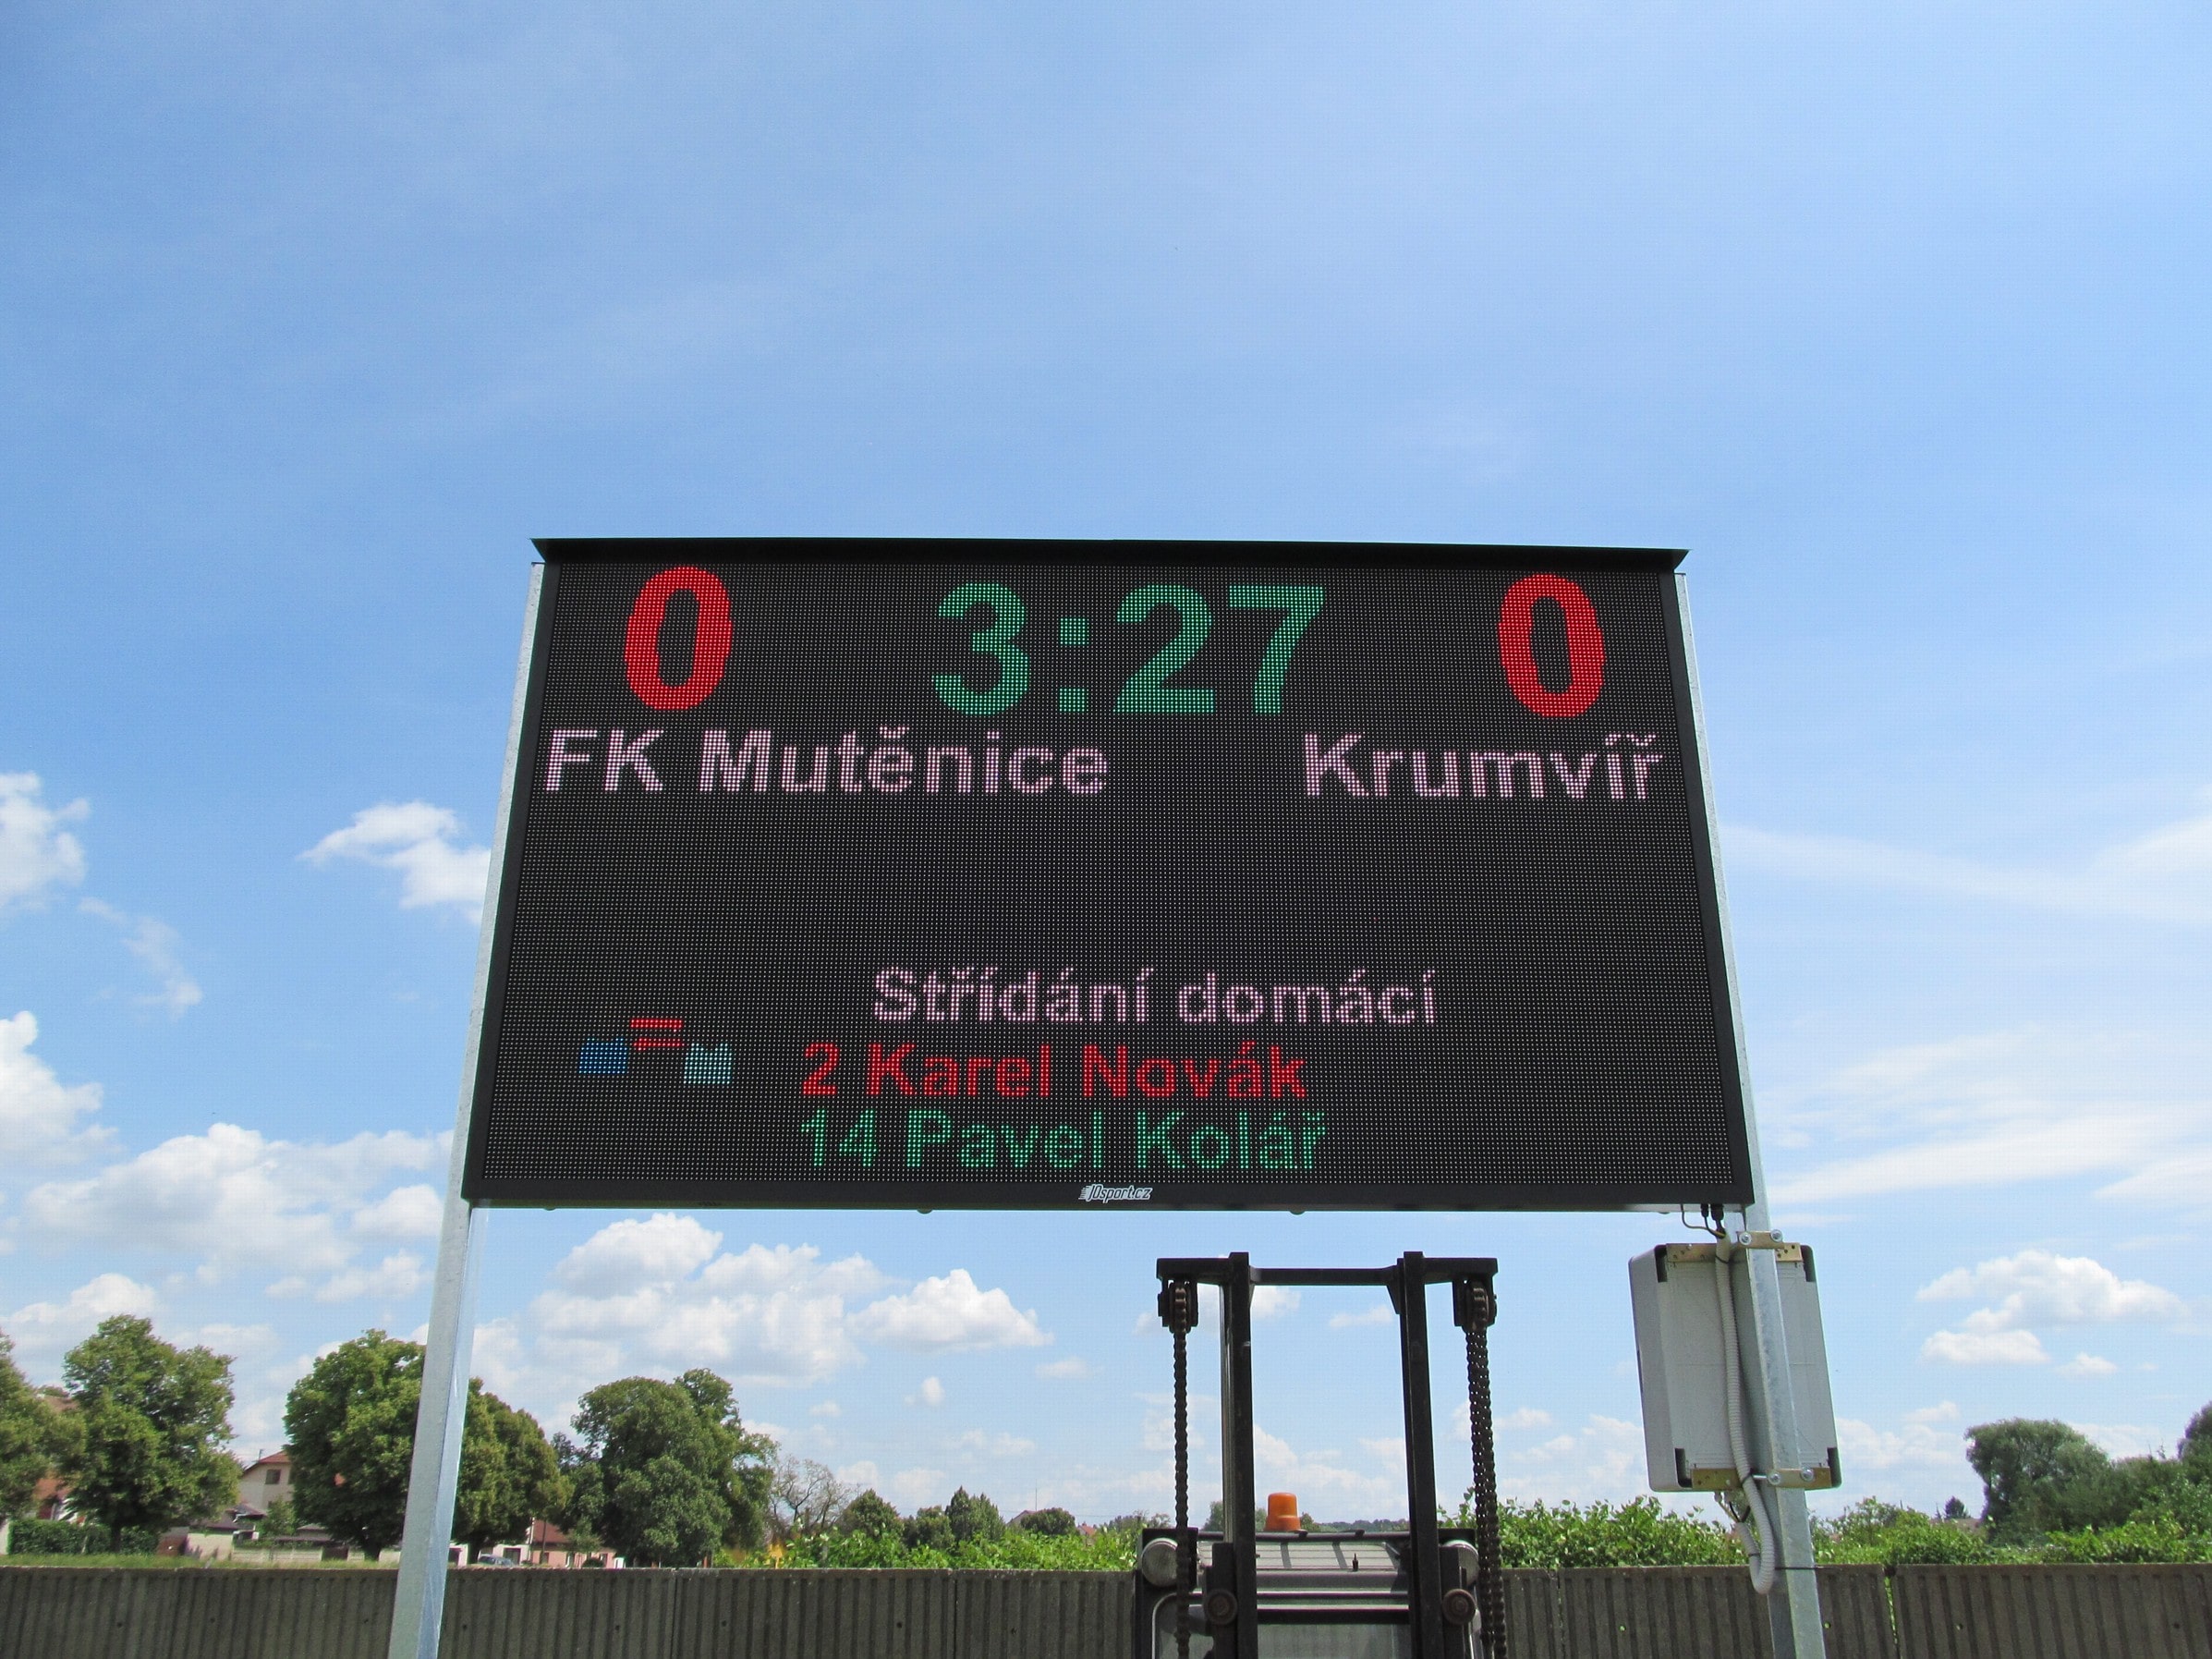 0 3:27 0
FK Mutěnice Krumvíř
Střídání domácí
2 Karel Novák
14 Pavel Kolář
JDsport.cz